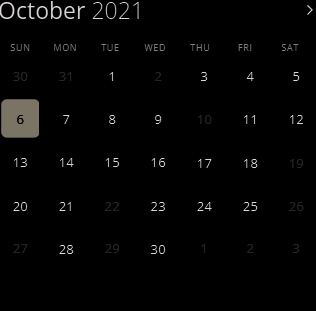 October 2021 >
SUN MON TUE WED THU FRI SAT
30 31 1 2 3 4 5
6 7 8 9 10 11 12
13 14 15 16 17 18 19
20 21 22 23 24 25 26
27 28 29 30 1 2 3